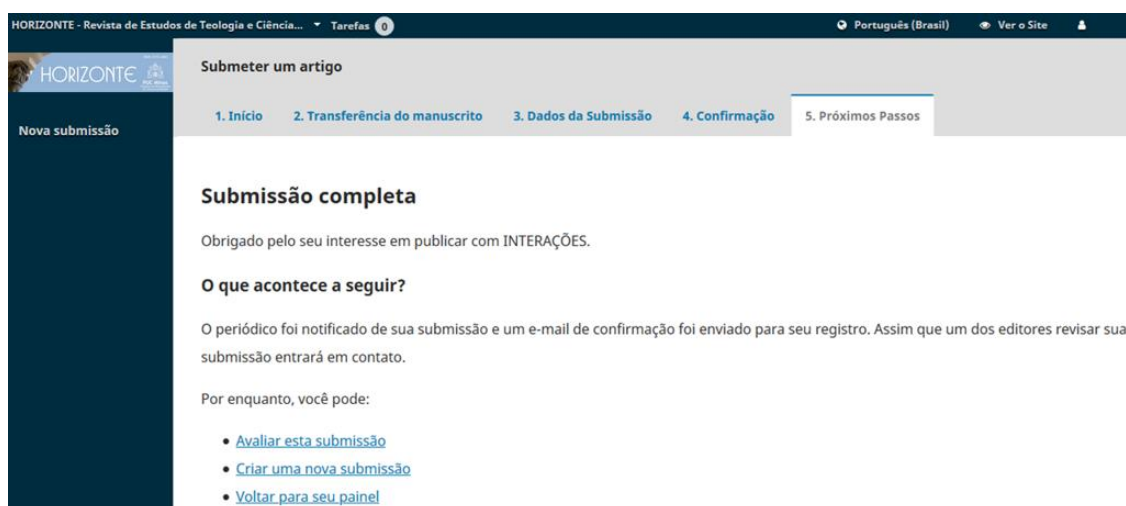 HORIZONTE - Revista de Estudos de Teologia e Ciência... Tarefas 0 Português (Brasil) Ver o Site
HORIZONTE
Submeter um artigo
Nova submissão
1. Início 2. Transferência do manuscrito 3. Dados da Submissão 4. Confirmação 5. Próximos Passos
Submissão completa
Obrigado pelo seu interesse em publicar com INTERAÇÕES.
O que acontece a seguir?
O periódico foi notificado de sua submissão e um e-mail de confirmação foi enviado para seu registro. Assim que um dos editores revisar sua
submissão entrará em contato.
Por enquanto, você pode:
• Avaliar esta submissão
• Criar uma nova submissão
• Voltar para seu painel